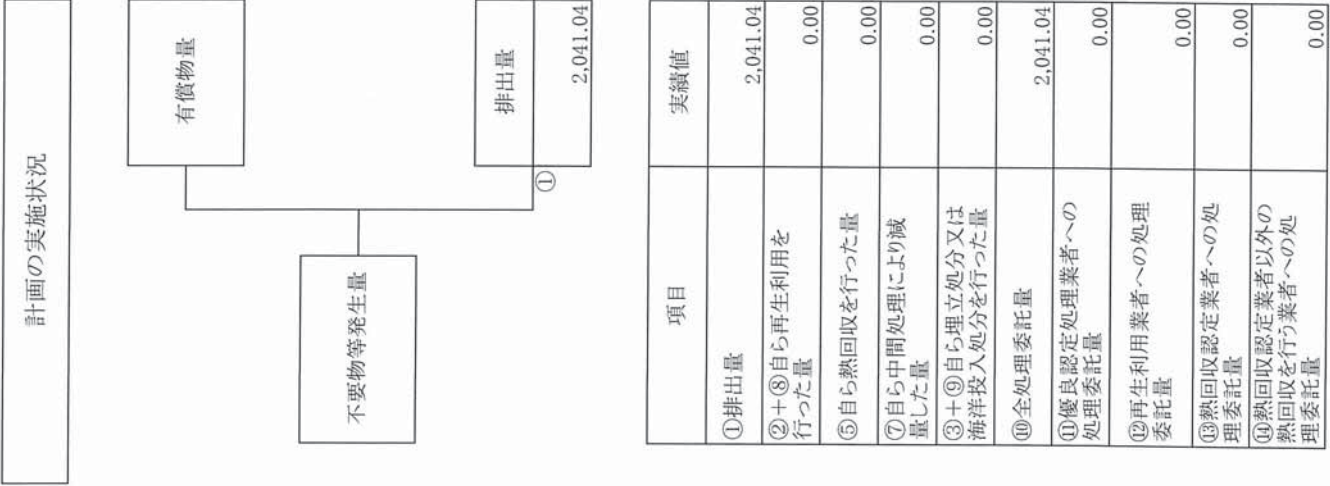 計画の実施状況
有償物量
不要物等発生量
排出量
①
2,041.04
項目
実績値
①排出量
2,041.04
②+⑧自ら再生利用を
行った量
0.00
⑤自ら熱回収を行った量
0.00
⑦自ら中間処理により減
量した量
0.00
③+⑨自ら埋立処分又は
海洋投入処分を行った量
0.00
⑩全処理委託量
2,041.04
⑪優良認定処理業者への
処理委託量
0.00
⑫再生利用業者への処理
委託量
0.00
⑬熱回収認定業者への処
理委託量
0.00
⑭熱回収認定業者以外の
熱回収を行う業者への処
理委託量
0.00